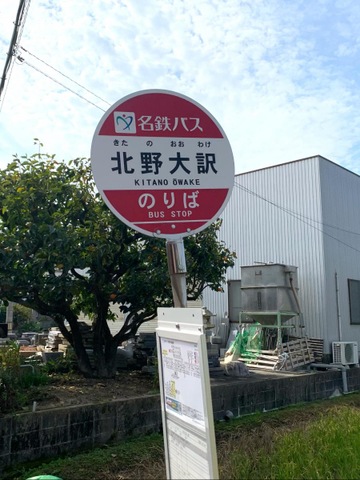 名鉄バス
きた の おお わけ
北野大訳
KITANO ŌWAKE
のりば
BUS STOP